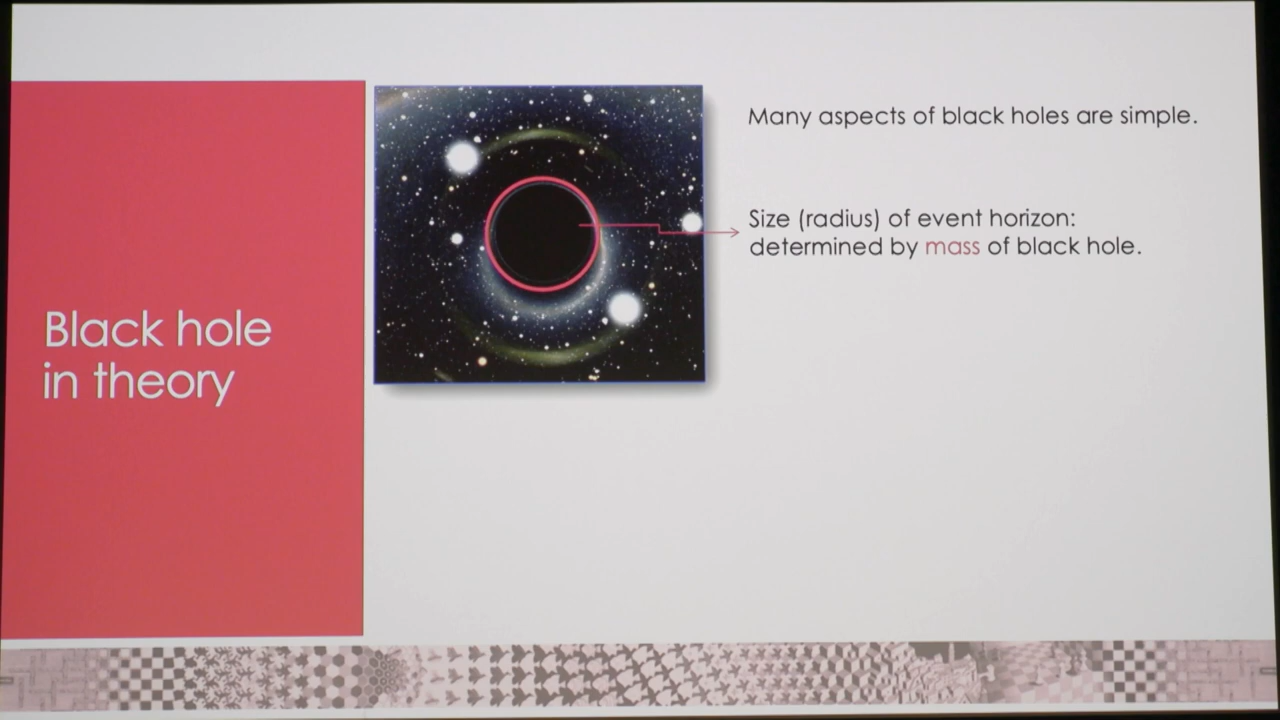 Black hole
in theory
Many aspects of black holes are simple.
Size (radius) of event horizon:
determined by mass of black hole.